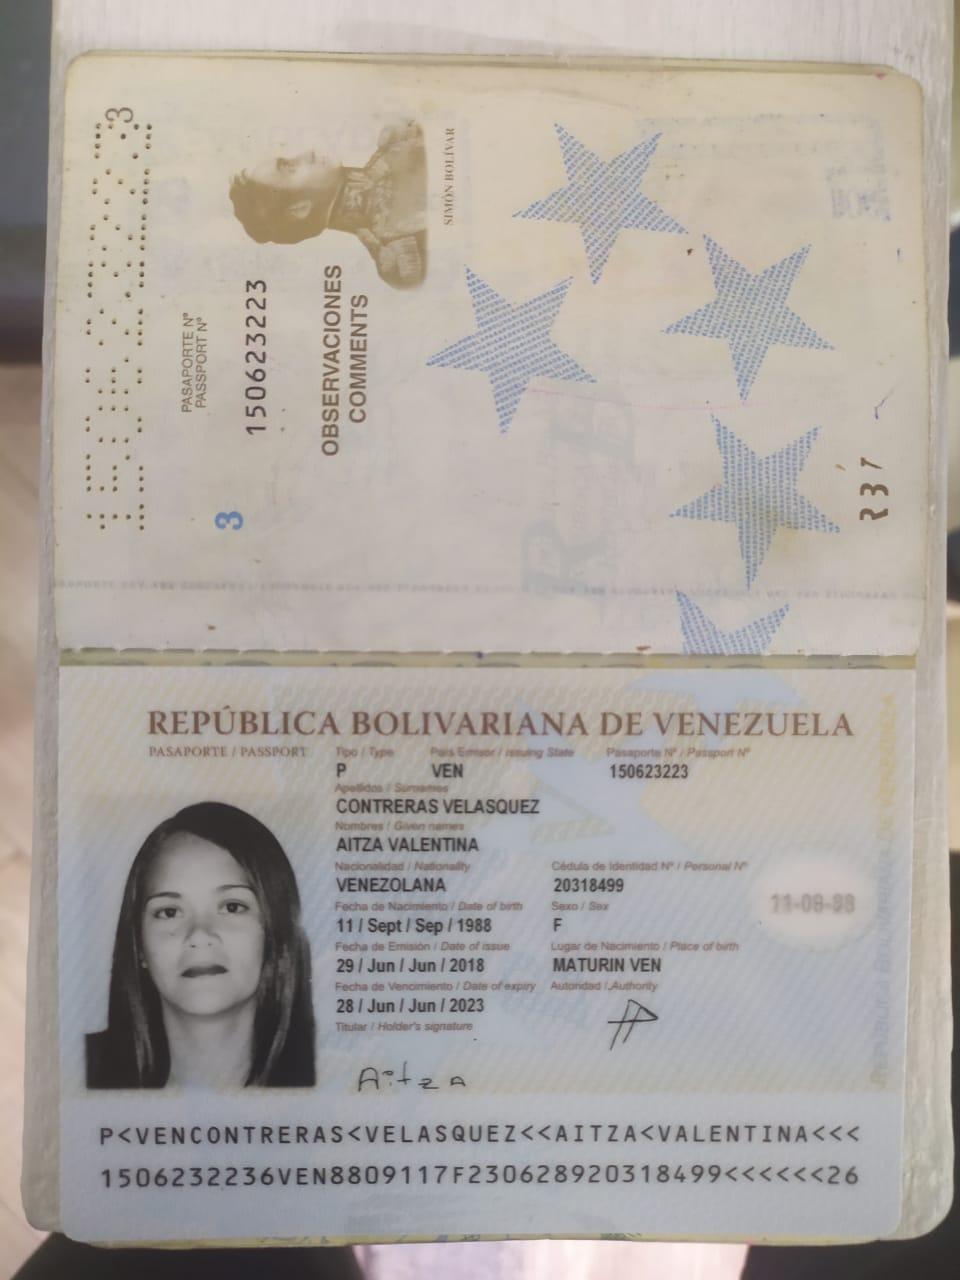 SIMÓN BOLÍVAR
PASAPORTE Nº
PASSPORT Nº
150623223
OBSERVACIONES
COMMENTS
3
REPÚBLICA BOLIVARIANA DE VENEZUELA
PASAPORTE / PASSPORT
Tipo / Type País Emisor / Issuing State Pasaporte Nº / Passport Nº
P VEN 150623223
Apellidos / Surnames
CONTRERAS VELASQUEZ
Nombres / Given names
AITZA VALENTINA
Nacionalidad / Nationality Cédula de Identidad Nº / Personal Nº
VENEZOLANA 20318499
Fecha de Nacimiento / Date of birth Sexo / Sex
11 / Sept / Sep / 1988 F
11-09-88
Fecha de Emisión / Date of issue Lugar de Nacimiento / Place of birth
29 / Jun / Jun / 2018 MATURIN VEN
Fecha de Vencimiento / Date of expiry Autoridad / Authority
28 / Jun / Jun / 2023
Titular / Holder's signature
Aitza
P<VENCONTRERAS<VELASQUEZ<<AITZA<VALENTINA<<<
1506232236VEN8809117F230628920318499<<<<<<26